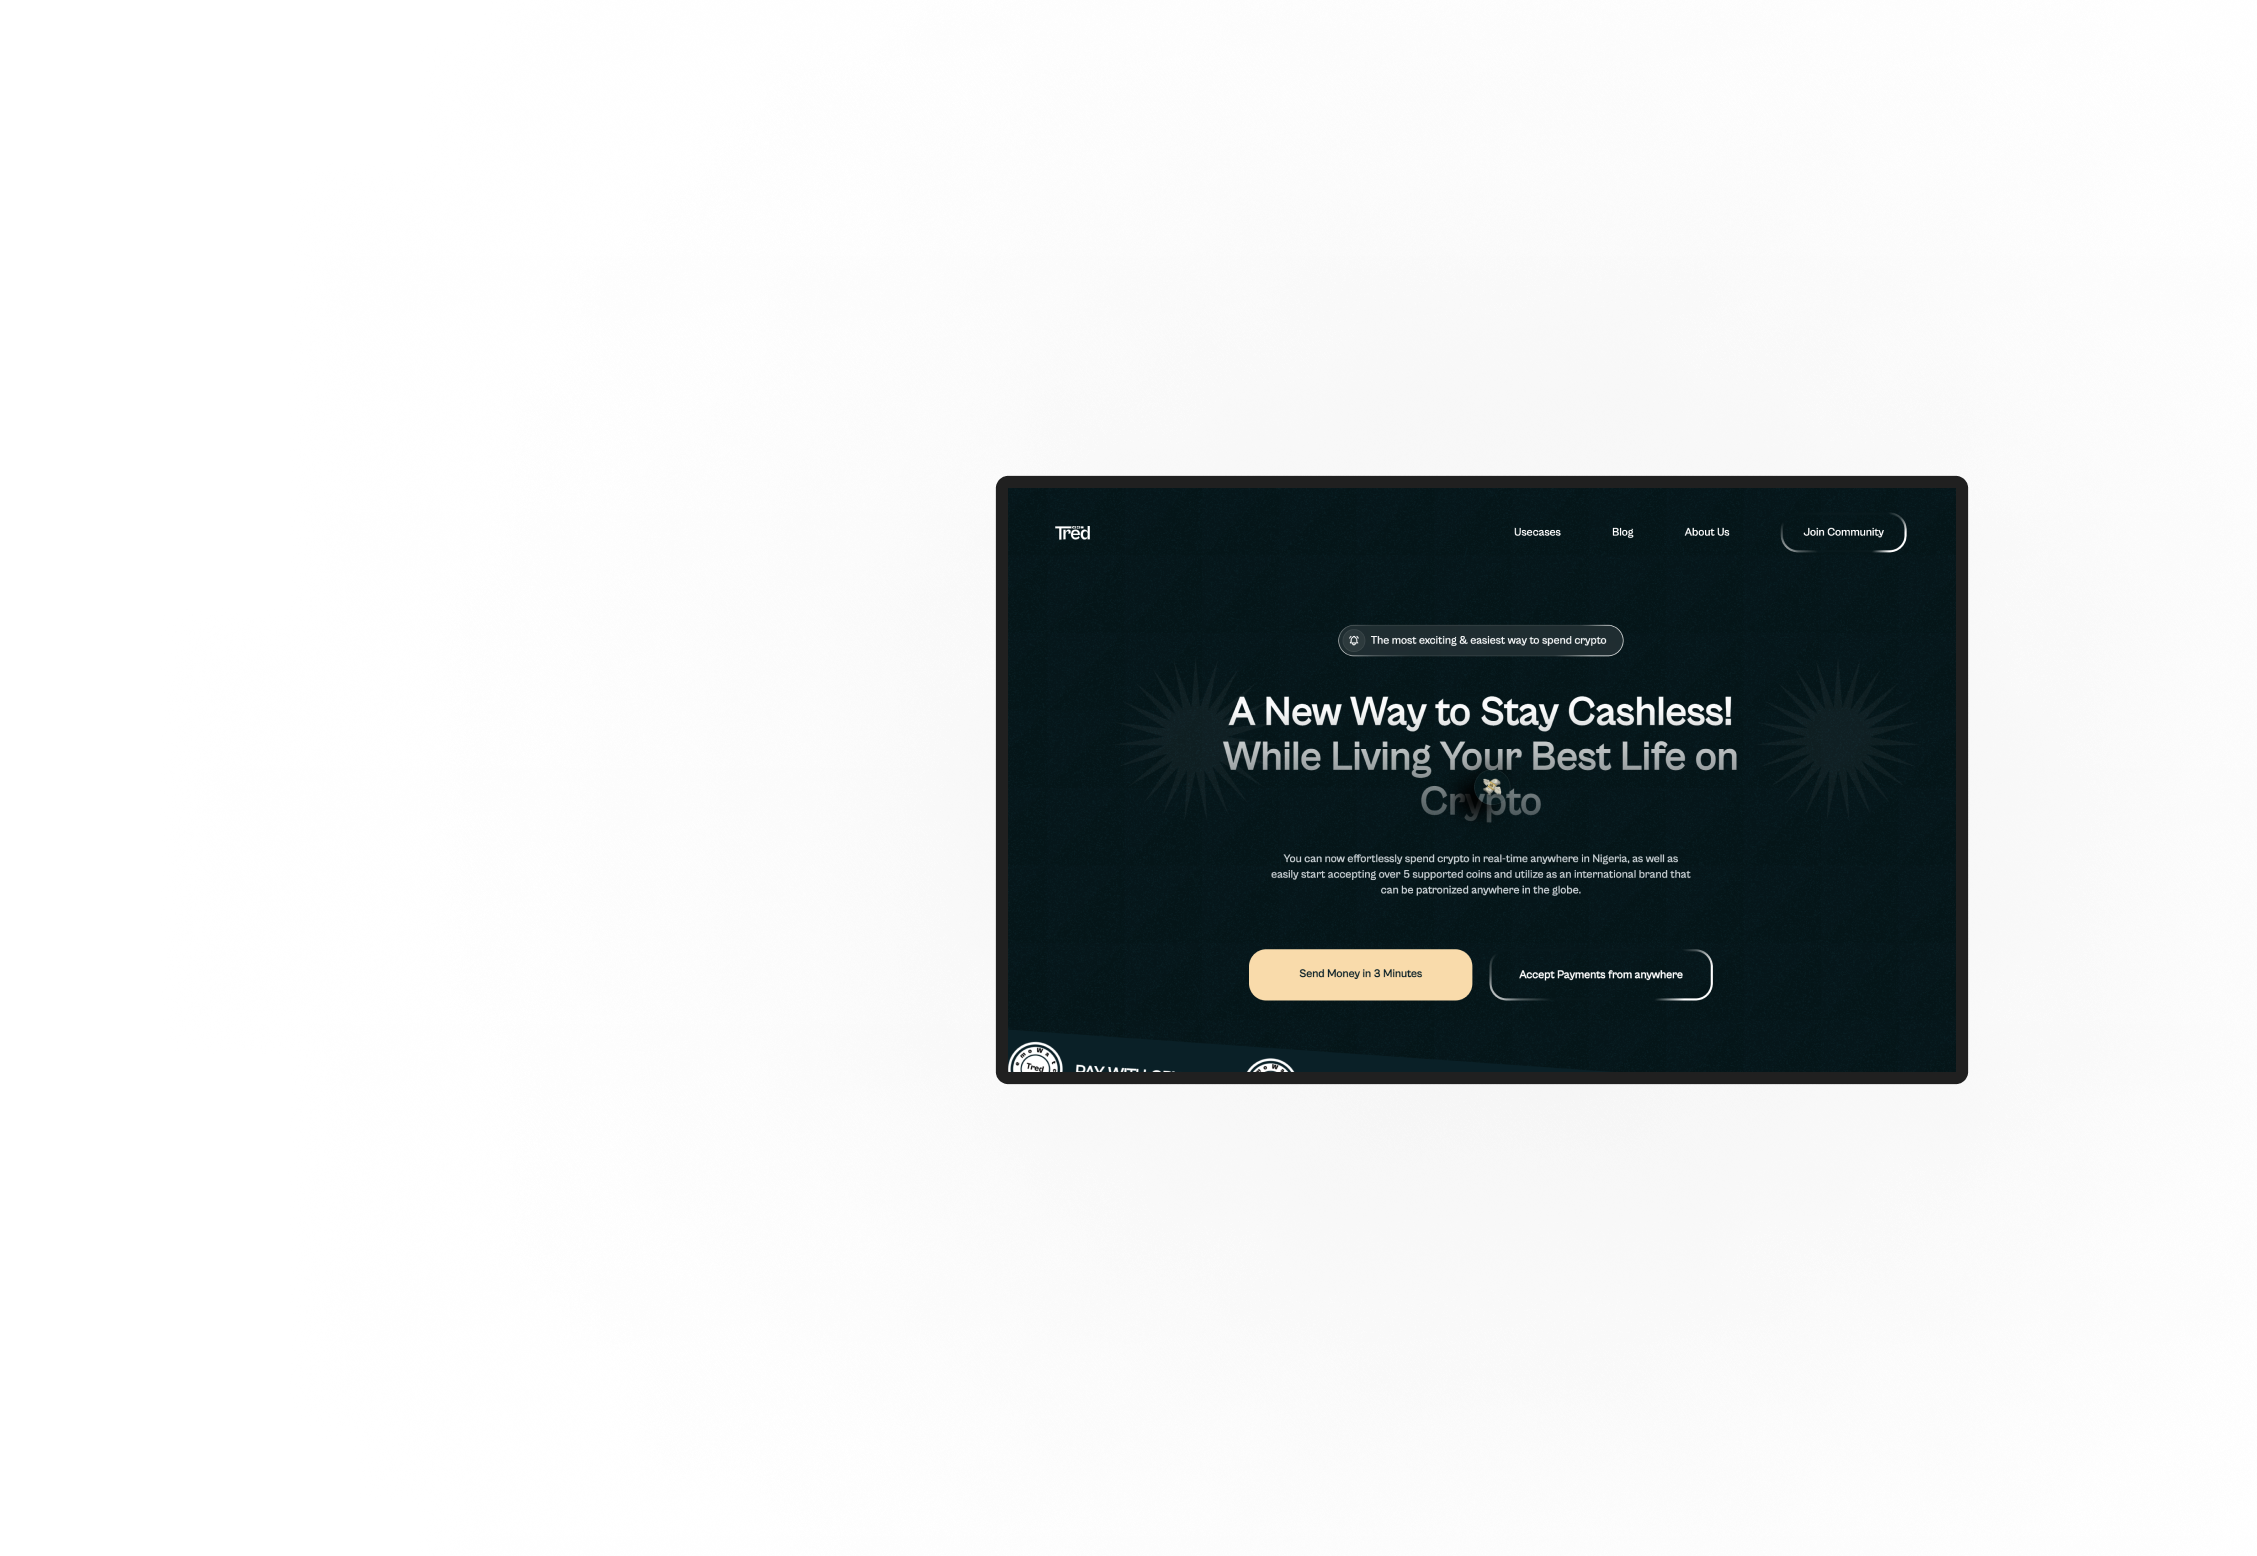 Tred
Usecases
Blog
About Us
Join Community
The most exciting & easiest way to spend crypto
A New Way to Stay Cashless!
While Living Your Best Life on
Crypto
You can now effortlessly spend crypto in real-time anywhere in Nigeria, as well as
easily start accepting over 5 supported coins and utilize as an international brand that
can be patronized anywhere in the globe.
Send Money in 3 Minutes
Accept Payments from anywhere
Tred
PAY WITH